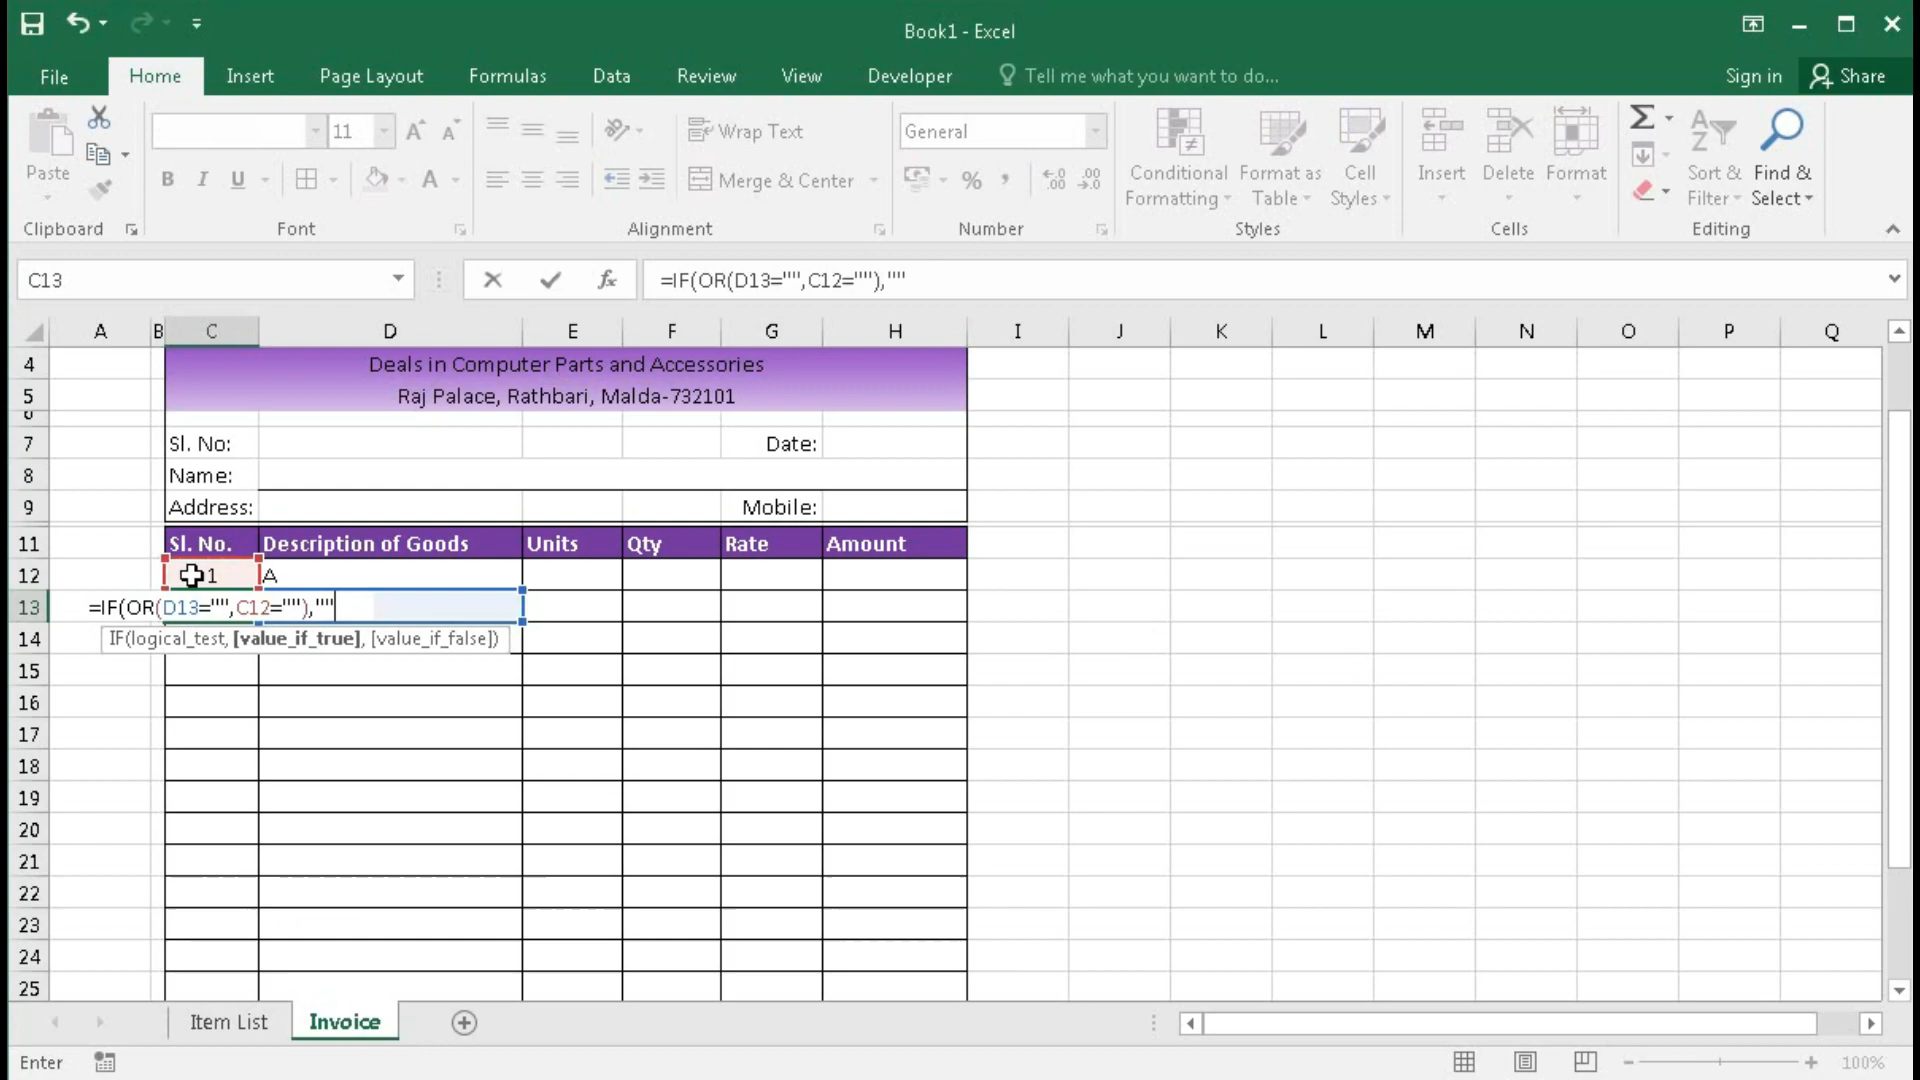 Book1 - Excel
File Home Insert Page Layout Formulas Data Review View Developer Tell me what you want to do... Sign in Share
11 General
Paste
B I U
Wrap Text
Merge & Center
% ,
Conditional Formatting
Format as Table
Cell Styles
Insert Delete Format
Sort & Filter
Find & Select
Clipboard Font Alignment Number Styles Cells Editing
C13 fx =IF(OR(D13="",C12=""),""
A B C D E F G H I J K L M N O P Q
4 Deals in Computer Parts and Accessories
5 Raj Palace, Rathbari, Malda-732101
6
7 Sl. No: Date:
8 Name:
9 Address: Mobile:
11 Sl. No. Description of Goods Units Qty Rate Amount
12 1 A
13 =IF(OR(D13="",C12=""),""
14 IF(logical_test, [value_if_true], [value_if_false])
15
16
17
18
19
20
21
22
23
24
25
Item List Invoice
Enter 100%